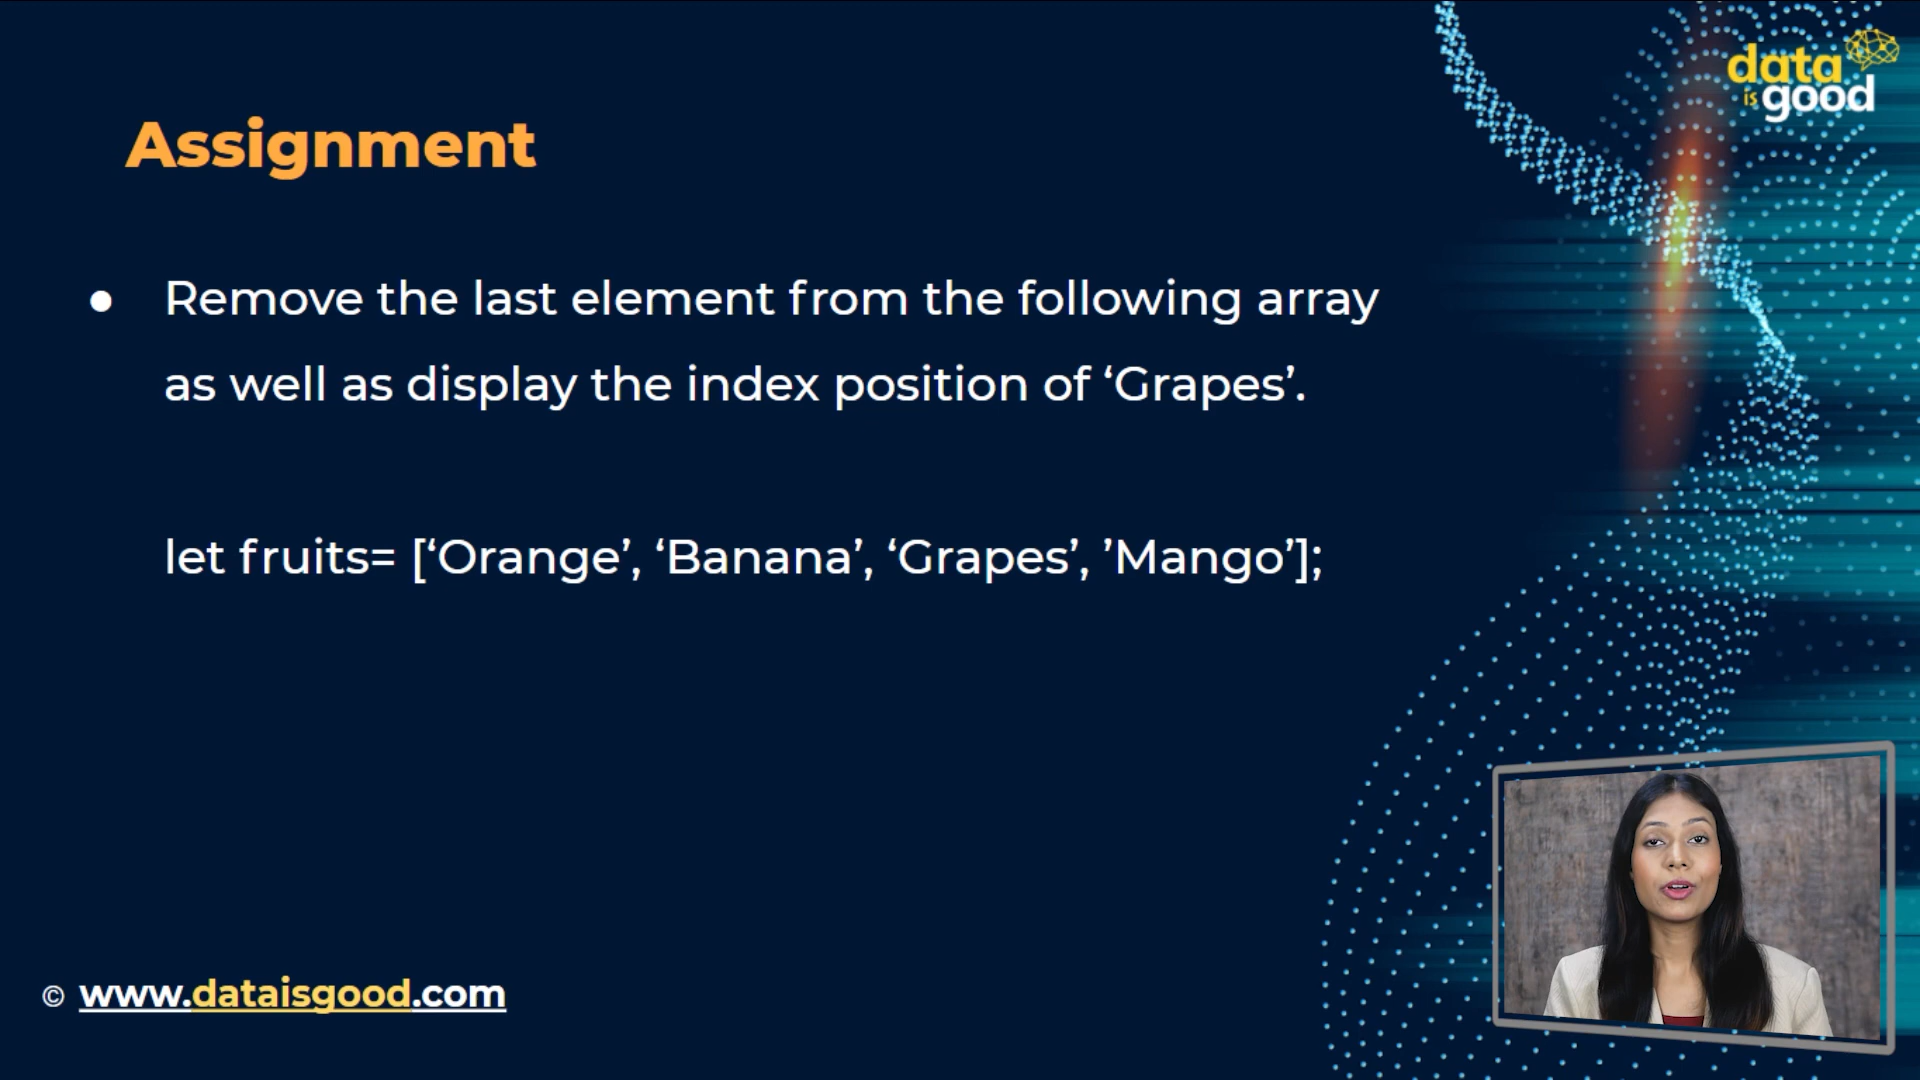 data
is good
Assignment
● Remove the last element from the following array
as well as display the index position of ‘Grapes’.
let fruits= [‘Orange’, ‘Banana’, ‘Grapes’, ’Mango’];
© www.dataisgood.com